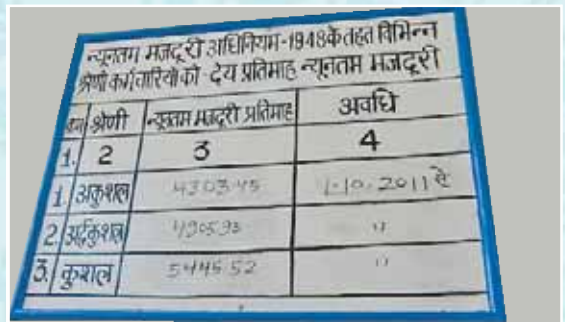 न्यूनतम मजदूरी अधिनियम-1948 के तहत विभिन्न
श्रेणी कर्मचारियों को देय प्रतिमाह न्यूनतम मजदूरी
श्रेणी न्यूनतम मजदूरी प्रतिमाह अवधि
1. 2 3 4
1. अकुशल 4303.45 1-10-2011 से
2. अर्द्धकुशल 4905.93 "
3. कुशल 5445.52 "